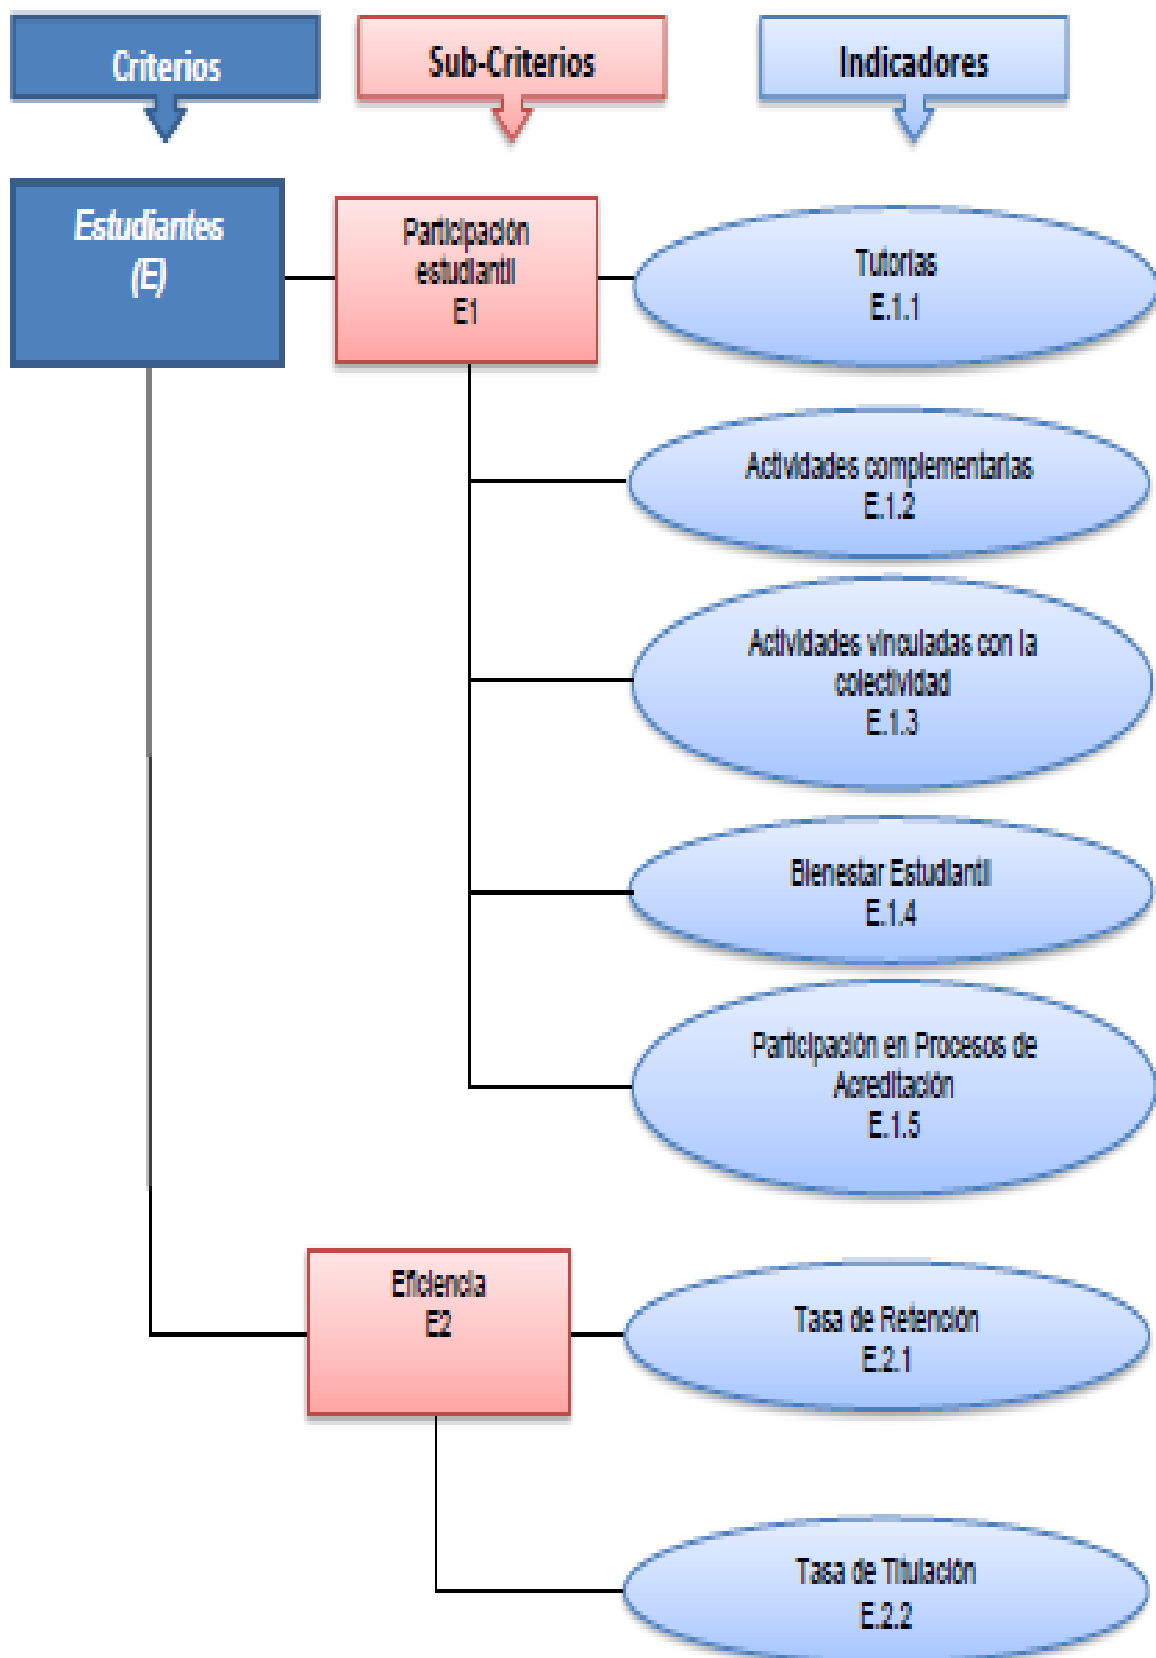 Criterios
Sub-Criterios
Indicadores
Estudiantes
(E)
Participación
estudiantil
E1
Tutorías
E.1.1
Actividades complementarias
E.1.2
Actividades vinculadas con la
colectividad
E.1.3
Bienestar Estudiantil
E.1.4
Participación en Procesos de
Acreditación
E.1.5
Eficiencia
E2
Tasa de Retención
E.2.1
Tasa de Titulación
E.2.2